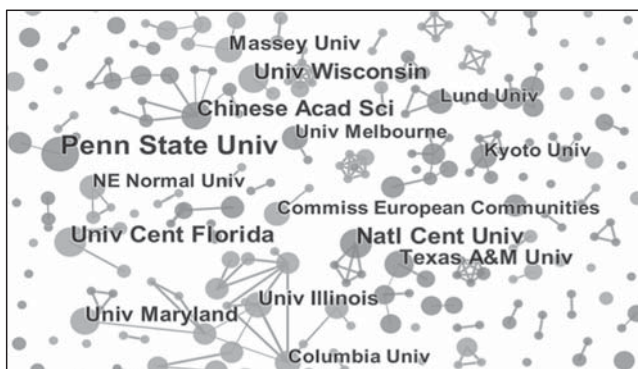 Massey Univ
Univ Wisconsin
Chinese Acad Sci
Lund Univ
Univ Melbourne
Penn State Univ
Kyoto Univ
NE Normal Univ
Commiss European Communities
Univ Cent Florida
Natl Cent Univ
Texas A&M Univ
Univ Illinois
Univ Maryland
Columbia Univ